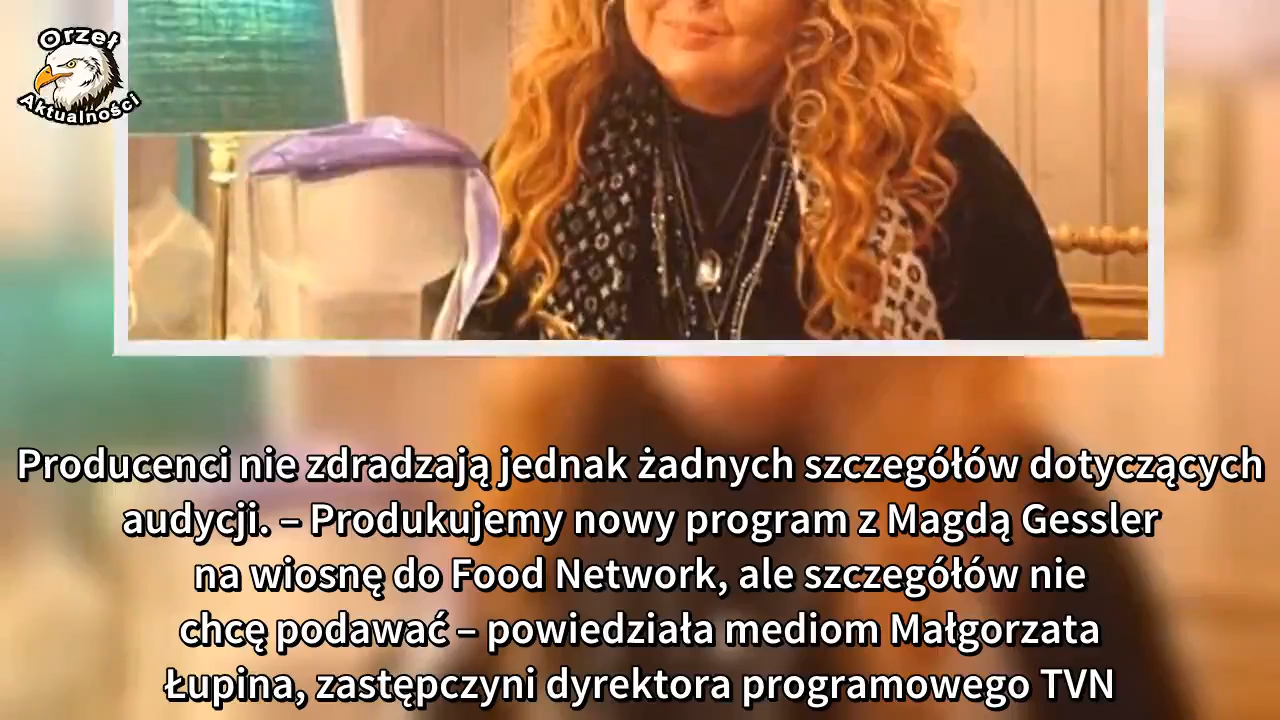 Orzeł
Aktualności
Producenci nie zdradzają jednak żadnych szczegółów dotyczących
audycji. – Produkujemy nowy program z Magdą Gessler
na wiosnę do Food Network, ale szczegółów nie
chcę podawać – powiedziała mediom Małgorzata
Łupina, zastępczyni dyrektora programowego TVN